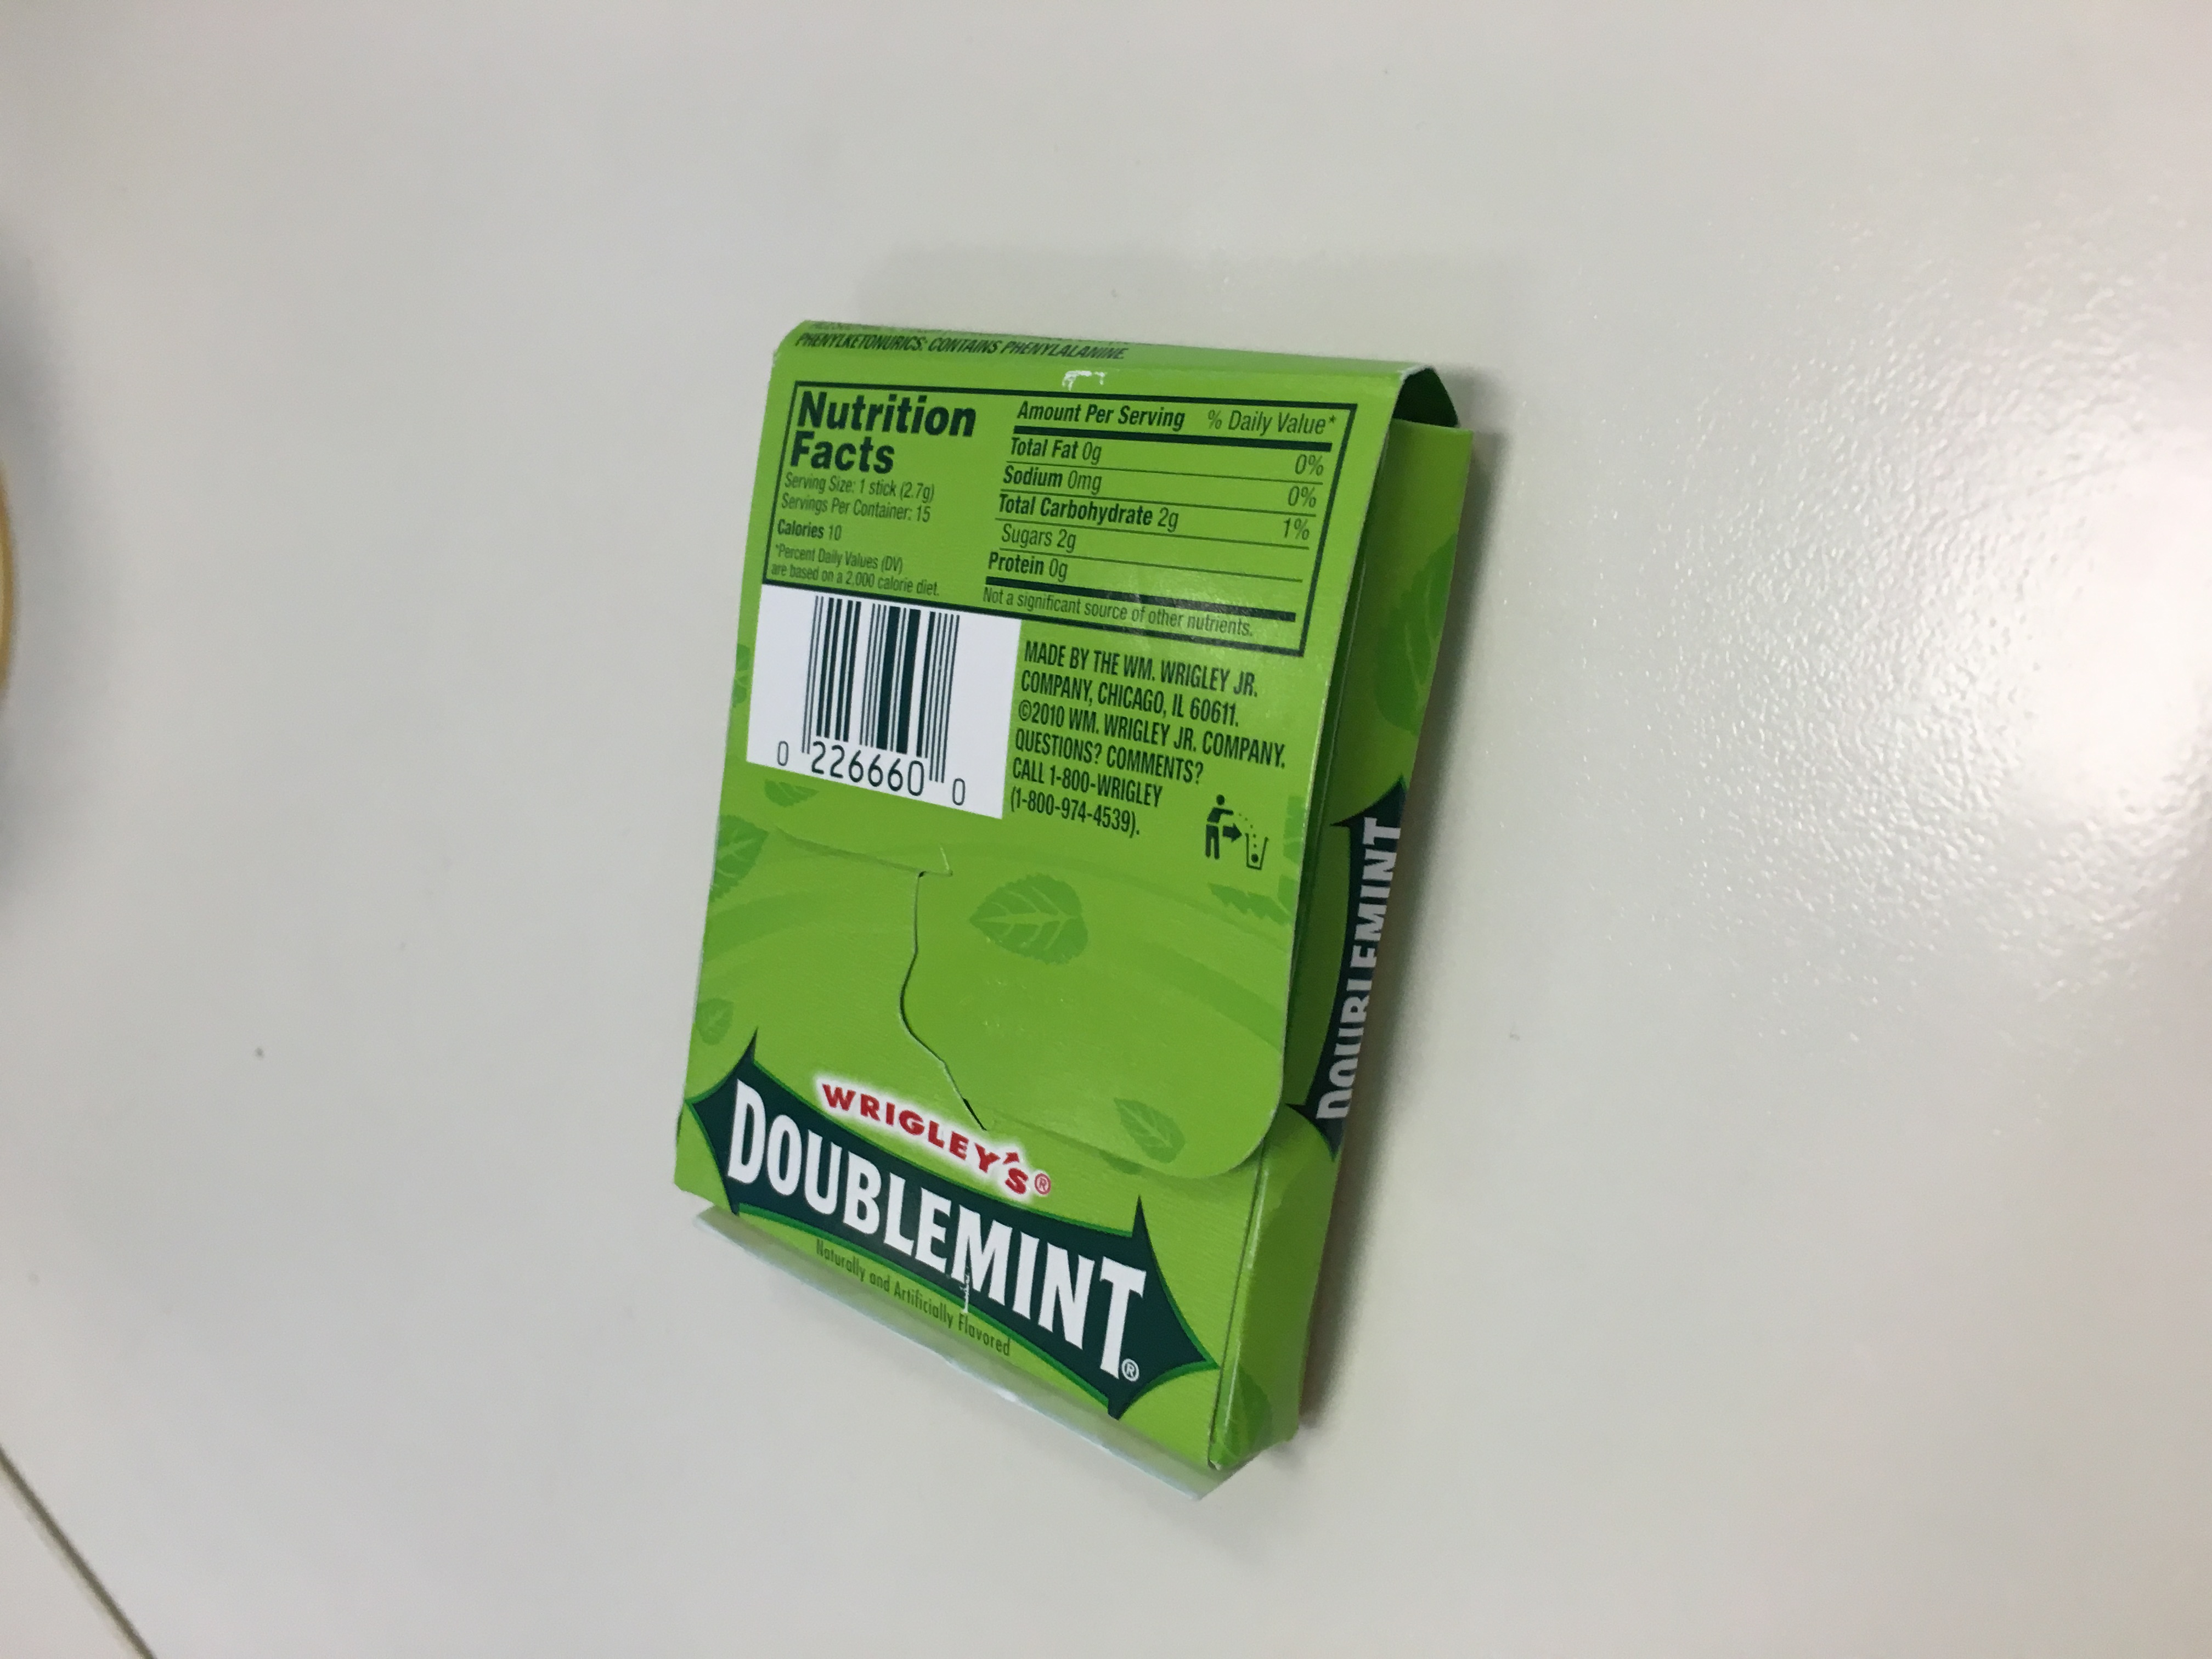 PHENYLKETONURICS: CONTAINS PHENYLALANINE
Nutrition
Facts
Serving Size: 1 stick (2.7g)
Servings Per Container: 15
Calories 10
*Percent Daily Values (DV)
are based on a 2,000 calorie diet.
Amount Per Serving % Daily Value*
Total Fat 0g 0%
Sodium 0mg 0%
Total Carbohydrate 2g 1%
Sugars 2g
Protein 0g
Not a significant source of other nutrients.
0 226660 0
MADE BY THE WM. WRIGLEY JR.
COMPANY, CHICAGO, IL 60611.
©2010 WM. WRIGLEY JR. COMPANY,
QUESTIONS? COMMENTS?
CALL 1-800-WRIGLEY
(1-800-974-4539).
WRIGLEY'S®
DOUBLEMINT®
Naturally and Artificially Flavored
DOUBLEMINT